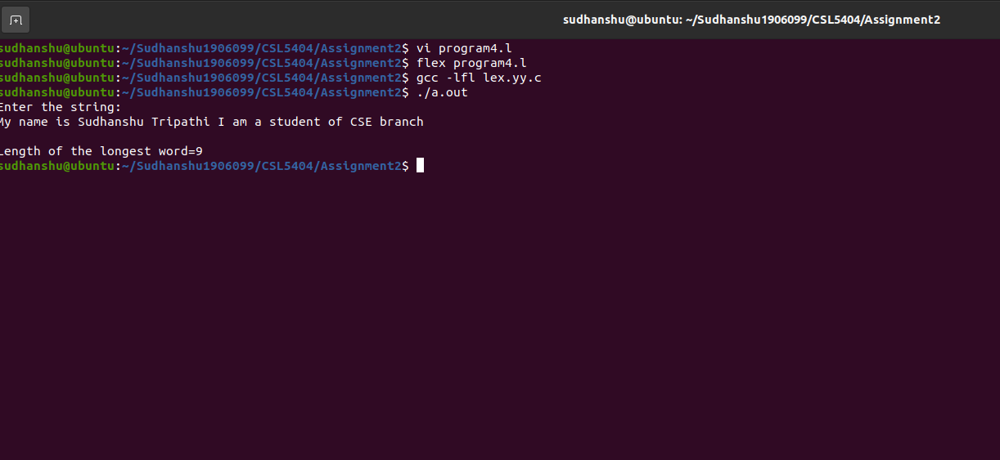 sudhanshu@ubuntu: ~/Sudhanshu1906099/CSL5404/Assignment2
sudhanshu@ubuntu:~/Sudhanshu1906099/CSL5404/Assignment2$ vi program4.l
sudhanshu@ubuntu:~/Sudhanshu1906099/CSL5404/Assignment2$ flex program4.l
sudhanshu@ubuntu:~/Sudhanshu1906099/CSL5404/Assignment2$ gcc -lfl lex.yy.c
sudhanshu@ubuntu:~/Sudhanshu1906099/CSL5404/Assignment2$ ./a.out
Enter the string:
My name is Sudhanshu Tripathi I am a student of CSE branch
Length of the longest word=9
sudhanshu@ubuntu:~/Sudhanshu1906099/CSL5404/Assignment2$